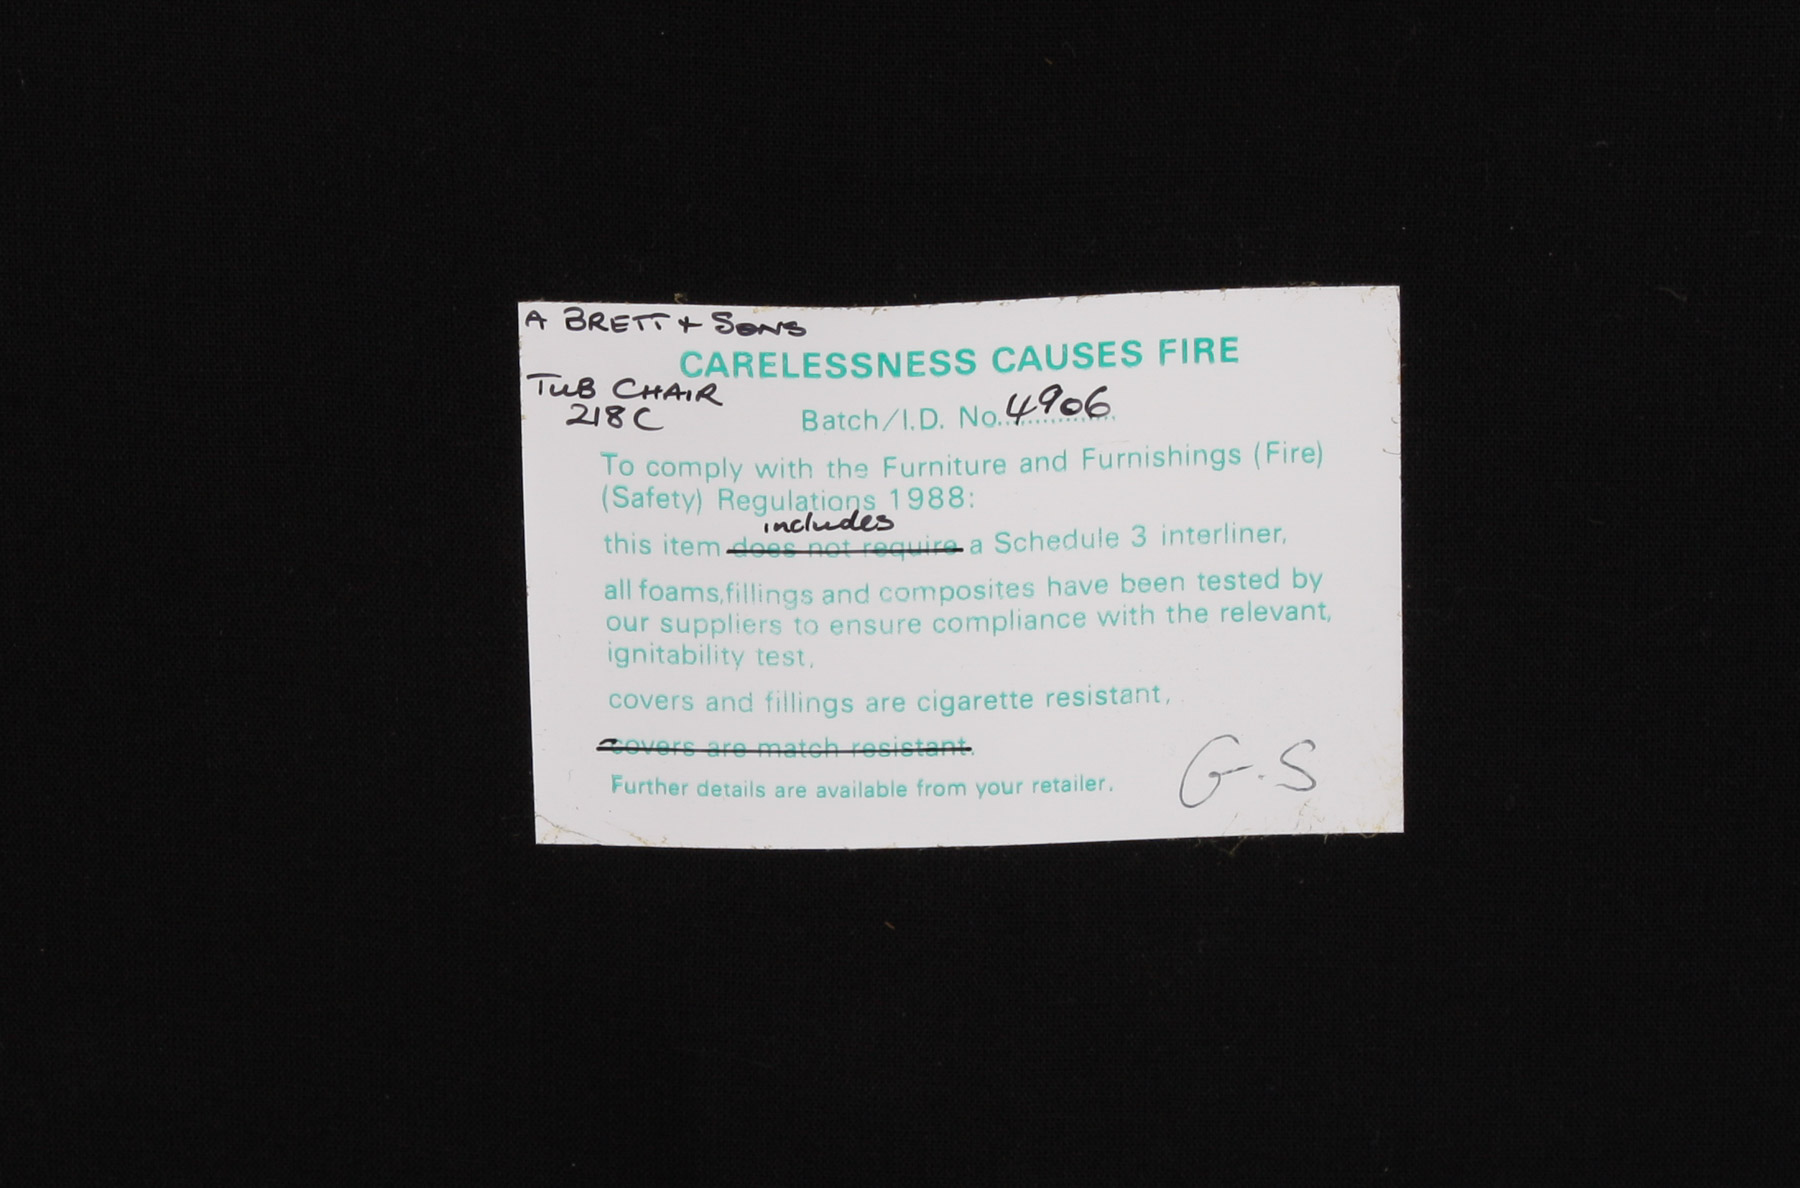 A BRETT + SONS
CARELESSNESS CAUSES FIRE
TUB CHAIR
218C
Batch/I.D. No. 4906
To comply with the Furniture and Furnishings (Fire)
(Safety) Regulations 1988:
includes
this item does not require a Schedule 3 interliner,
all foams, fillings and composites have been tested by
our suppliers to ensure compliance with the relevant,
ignitability test,
covers and fillings are cigarette resistant,
covers are match resistant.
Further details are available from your retailer.
G.S